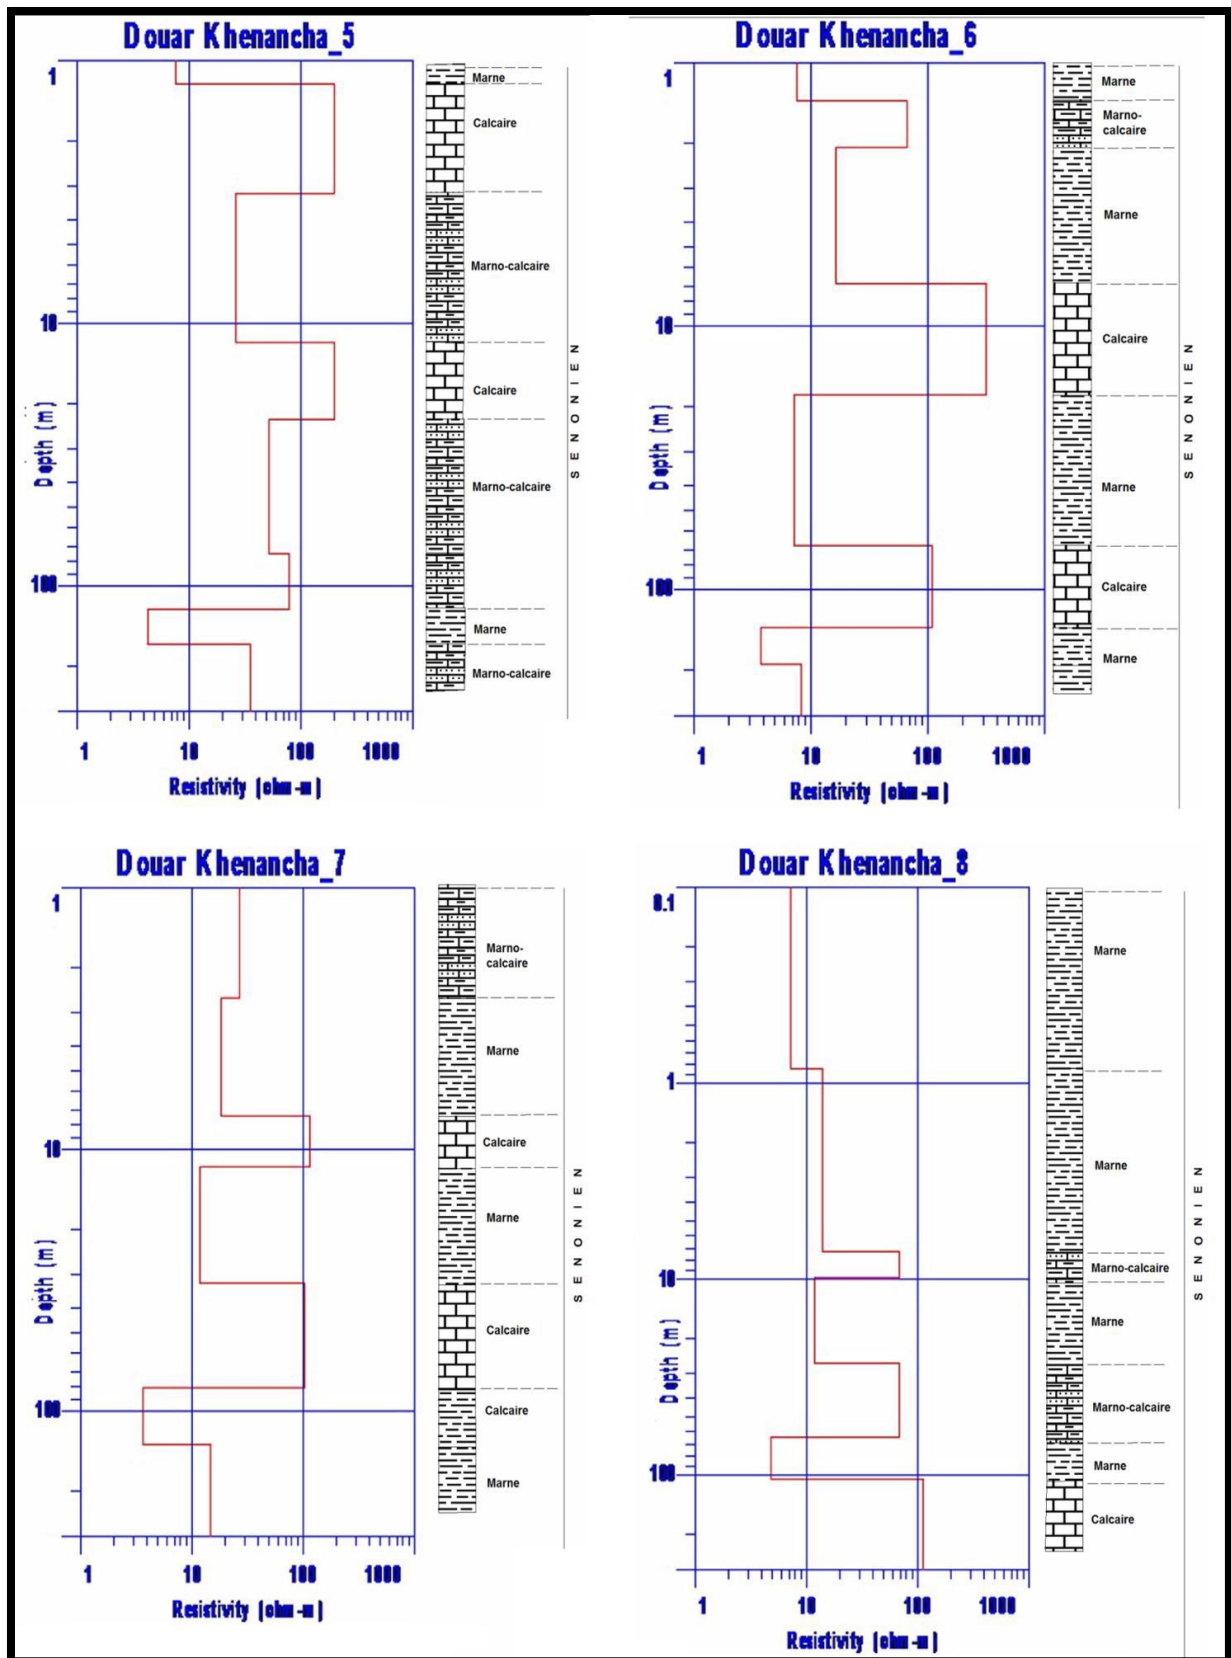 Douar Khenancha_5
1
10
100
Depth (m)
1 10 100 1000
Resistivity (ohm-m)
Marne
Calcaire
Marno-calcaire
Calcaire
Marno-calcaire
Marne
Marno-calcaire
SENONIEN
Douar Khenancha_6
1
10
100
Depth (m)
1 10 100 1000
Resistivity (ohm-m)
Marne
Marno-
calcaire
Marne
Calcaire
Marne
Calcaire
Marne
SENONIEN
Douar Khenancha_7
1
10
100
Depth (m)
1 10 100 1000
Resistivity (ohm-m)
Marno-
calcaire
Marne
Calcaire
Marne
Calcaire
Calcaire
Marne
SENONIEN
Douar Khenancha_8
0.1
1
10
100
Depth (m)
1 10 100 1000
Resistivity (ohm-m)
Marne
Marne
Marno-calcaire
Marne
Marno-calcaire
Marne
Calcaire
SENONIEN